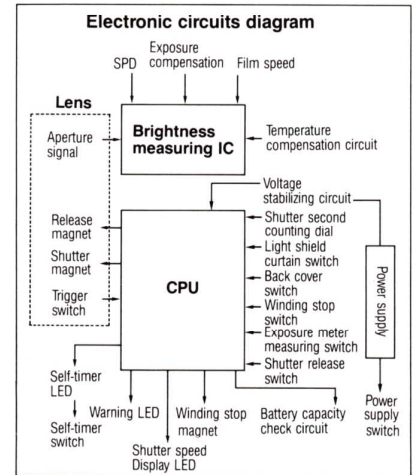 Electronic circuits diagram
Exposure
SPD compensation Film speed
Lens
Aperture
signal
Brightness
measuring IC
Temperature
compensation circuit
Voltage
stabilizing circuit
Release
magnet
Shutter
magnet
Trigger
switch
CPU
Shutter second
counting dial
Light shield
curtain switch
Back cover
switch
Winding stop
switch
Exposure meter
measuring switch
Shutter release
switch
Power supply
Self-timer
LED
Self-timer
switch
Warning LED
Shutter speed
Display LED
Winding stop
magnet
Battery capacity
check circuit
Power
supply
switch